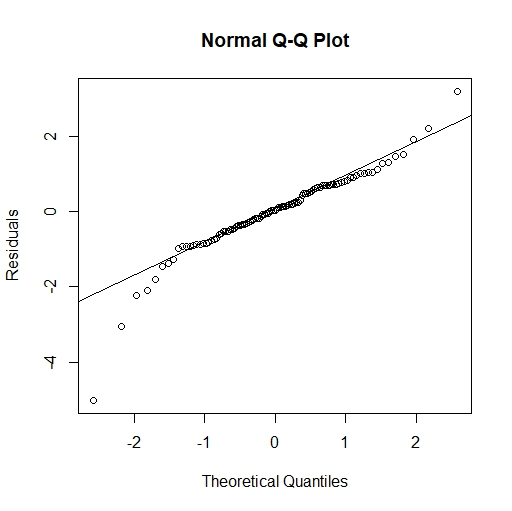 Normal Q-Q Plot
Residuals
2
0
-2
-4
-2 -1 0 1 2
Theoretical Quantiles